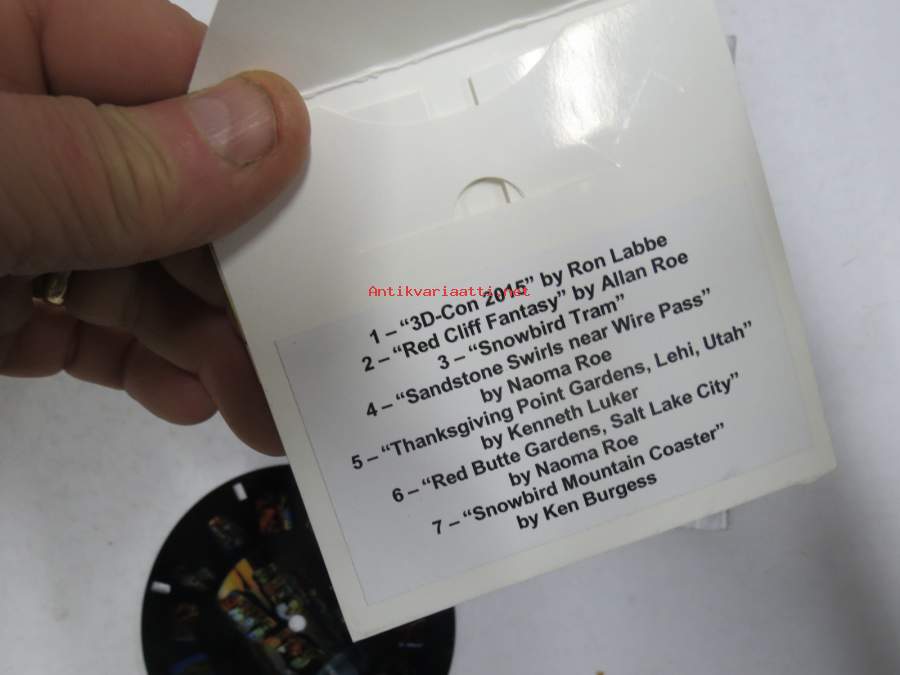 1 – “3D-Con 2015” by Ron Labbe
2 – “Red Cliff Fantasy” by Allan Roe
3 – “Snowbird Tram”
4 – “Sandstone Swirls near Wire Pass”
by Naoma Roe
5 – “Thanksgiving Point Gardens, Lehi, Utah”
by Kenneth Luker
6 – “Red Butte Gardens, Salt Lake City”
by Naoma Roe
7 – “Snowbird Mountain Coaster”
by Ken Burgess
Antikvariaatti.net